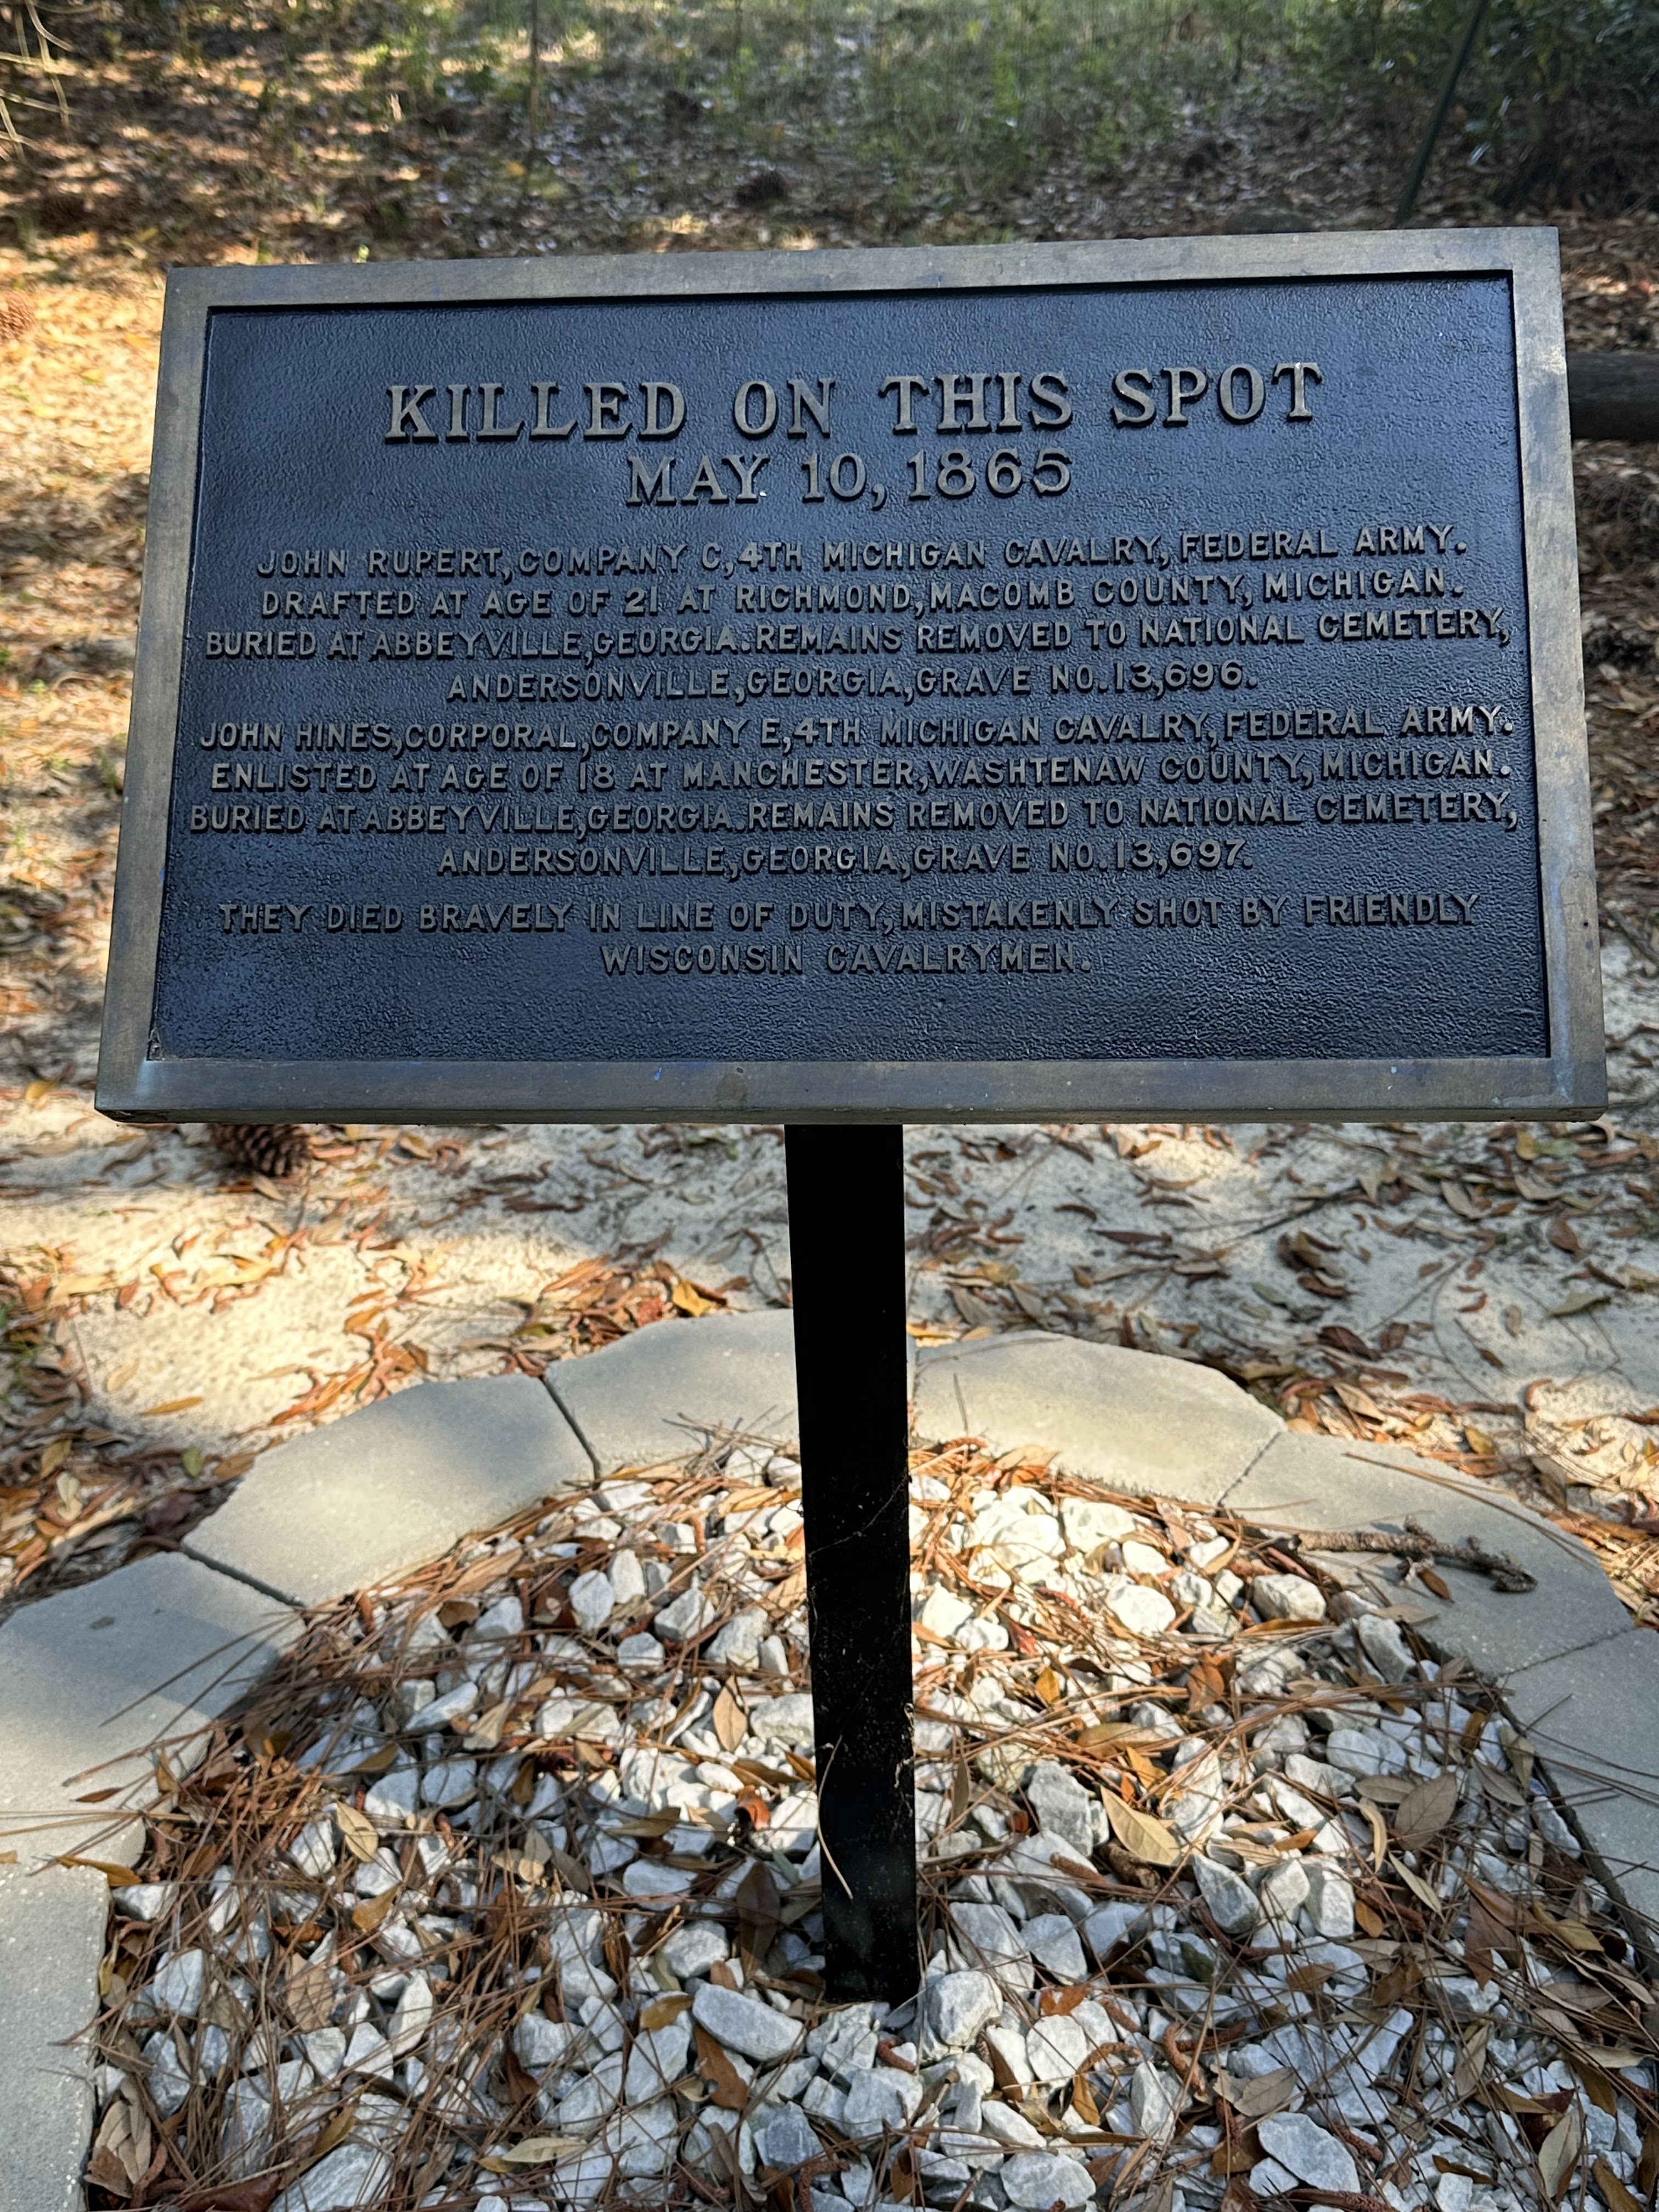 KILLED ON THIS SPOT
MAY 10, 1865
JOHN RUPERT, COMPANY C, 4TH MICHIGAN CAVALRY, FEDERAL ARMY.
DRAFTED AT AGE OF 21 AT RICHMOND, MACOMB COUNTY, MICHIGAN.
BURIED AT ABBEYVILLE, GEORGIA. REMAINS REMOVED TO NATIONAL CEMETERY,
ANDERSONVILLE, GEORGIA, GRAVE NO. 13,696.
JOHN HINES, CORPORAL, COMPANY E, 4TH MICHIGAN CAVALRY, FEDERAL ARMY.
ENLISTED AT AGE OF 18 AT MANCHESTER, WASHTENAW COUNTY, MICHIGAN.
BURIED AT ABBEYVILLE, GEORGIA. REMAINS REMOVED TO NATIONAL CEMETERY,
ANDERSONVILLE, GEORGIA, GRAVE NO. 13,697.
THEY DIED BRAVELY IN LINE OF DUTY, MISTAKENLY SHOT BY FRIENDLY
WISCONSIN CAVALRYMEN.